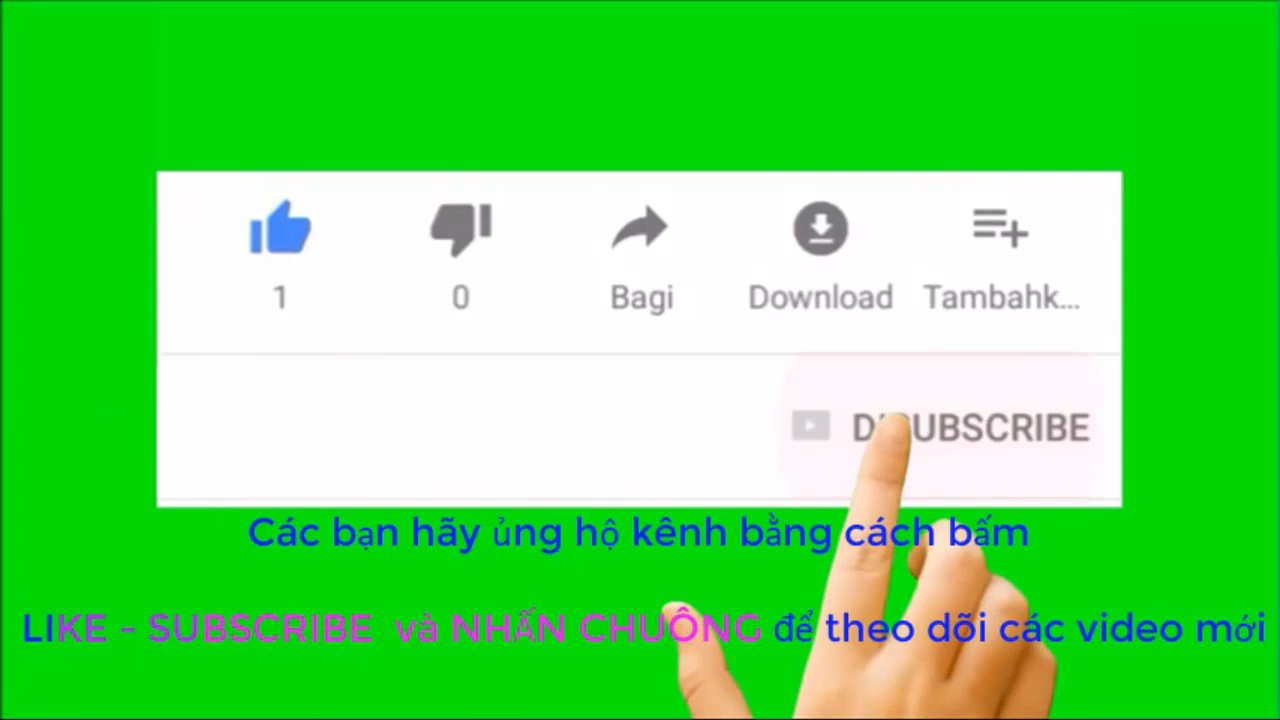 1 0 Bagi Download Tambahk...
Các bạn hãy ủng hộ kênh bằng cách bấm
LIKE - SUBSCRIBE và NHẤN CHUÔNG để theo dõi các video mới